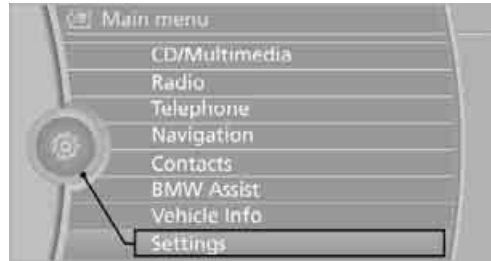 Main menu
CD/Multimedia
Radio
Telephone
Navigation
Contacts
BMW Assist
Vehicle Info
Settings